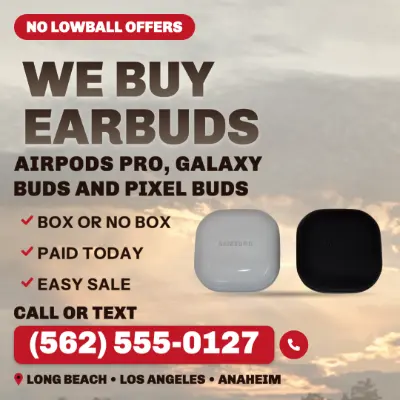 NO LOWBALL OFFERS
WE BUY
EARBUDS
AIRPODS PRO, GALAXY
BUDS AND PIXEL BUDS
BOX OR NO BOX
SAMSUNG
PAID TODAY
EASY SALE
CALL OR TEXT
(562) 555-0127
LONG BEACH • LOS ANGELES • ANAHEIM